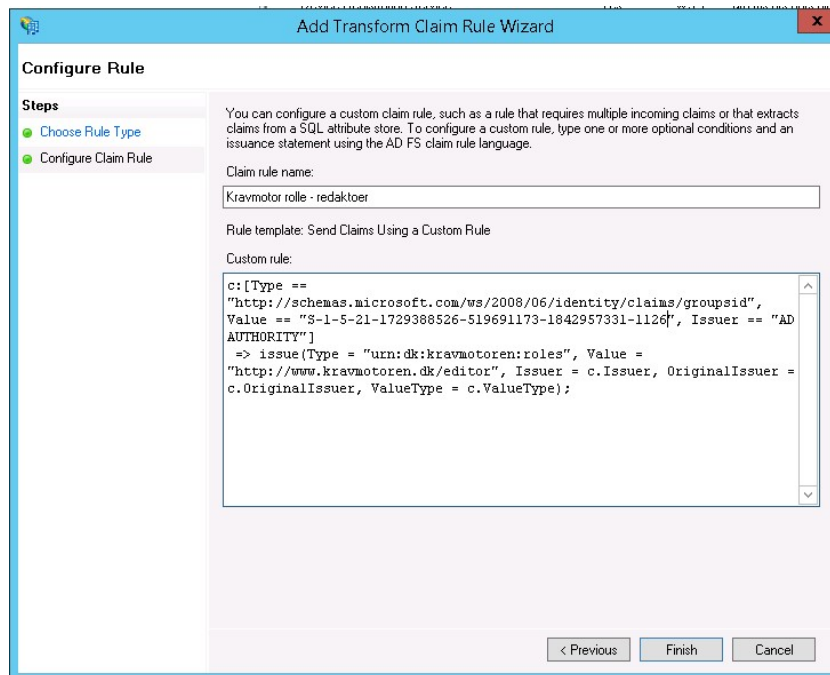 Add Transform Claim Rule Wizard
x
Configure Rule
Steps
Choose Rule Type
Configure Claim Rule
You can configure a custom claim rule, such as a rule that requires multiple incoming claims or that extracts
claims from a SQL attribute store. To configure a custom rule, type one or more optional conditions and an
issuance statement using the AD FS claim rule language.
Claim rule name:
Kravmotor rolle - redaktoer
Rule template: Send Claims Using a Custom Rule
Custom rule:
c:[Type ==
"http://schemas.microsoft.com/ws/2008/06/identity/claims/groupsid",
Value == "S-1-5-21-1729388526-519691173-1842957331-1126", Issuer == "AD
AUTHORITY"]
=> issue(Type = "urn:dk:kravmotoren:roles", Value =
"http://www.kravmotoren.dk/editor", Issuer = c.Issuer, OriginalIssuer =
c.OriginalIssuer, ValueType = c.ValueType);
< Previous
Finish
Cancel